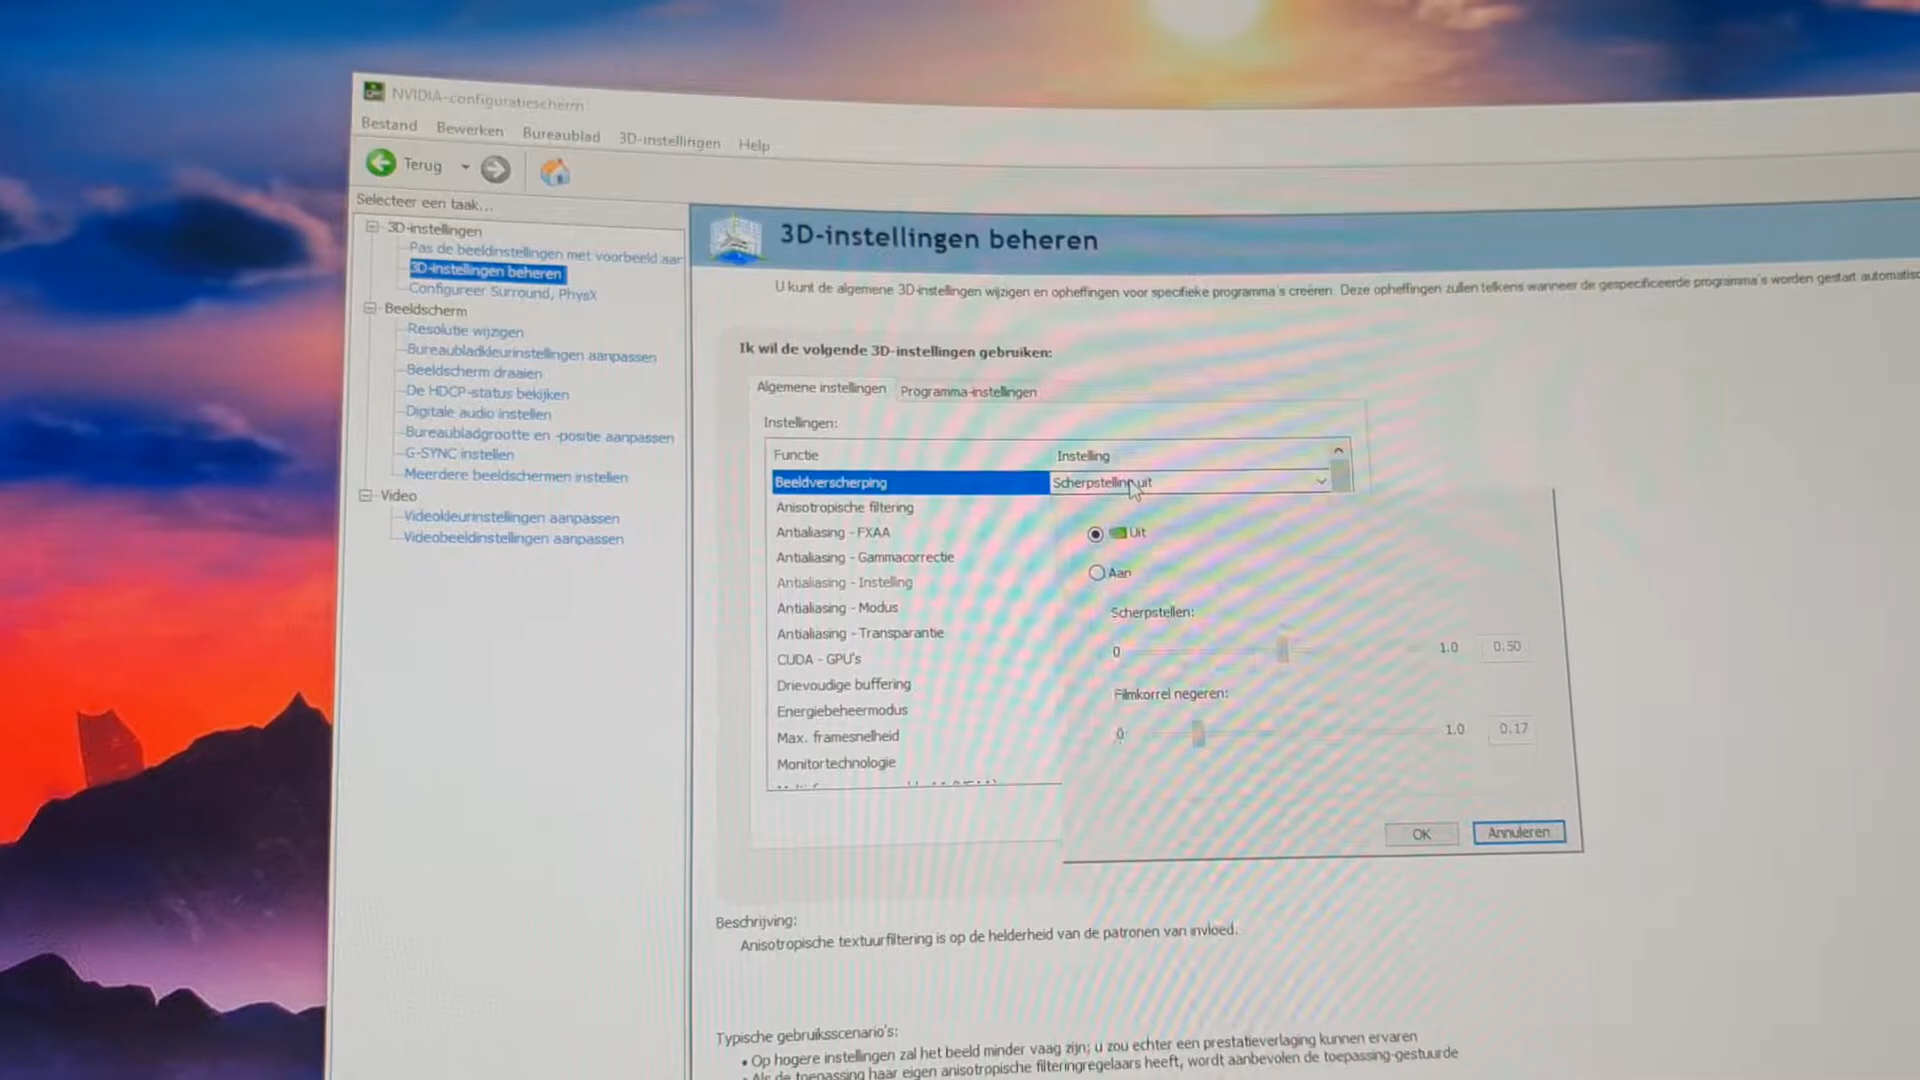 NVIDIA-configuratiescherm
Bestand Bewerken Bureaublad 3D-instellingen Help
Terug
Selecteer een taak...
3D-instellingen
Pas de beeldinstellingen met voorbeeld aan
3D-instellingen beheren
Configureer Surround, PhysX
Beeldscherm
Resolutie wijzigen
Bureaubladkleurinstellingen aanpassen
Beeldscherm draaien
De HDCP-status bekijken
Digitale audio instellen
Bureaubladgrootte en -positie aanpassen
G-SYNC instellen
Meerdere beeldschermen instellen
Video
Videokleurinstellingen aanpassen
Videobeeldinstellingen aanpassen
3D-instellingen beheren
U kunt de algemene 3D-instellingen wijzigen en opheffingen voor specifieke programma's creëren. Deze opheffingen zullen telkens wanneer de gespecificeerde programma's worden gestart
Ik wil de volgende 3D-instellingen gebruiken:
Algemene instellingen Programma-instellingen
Instellingen:
Functie Instelling
Beeldverscherping Scherpstelling uit
Anisotropische filtering
Antialiasing - FXAA
Antialiasing - Gammacorrectie
Antialiasing - Instelling
Antialiasing - Modus
Antialiasing - Transparantie
CUDA - GPU's
Drievoudige buffering
Energiebeheermodus
Max. framesnelheid
Monitortechnologie
Uit
Aan
Scherpstellen:
0 1.0 0.50
Filmkorrel negeren:
0 1.0 0.17
OK Annuleren
Beschrijving:
Anisotropische textuurfiltering is op de helderheid van de patronen van invloed.
Typische gebruiksscenario's:
• Op hogere instellingen zal het beeld minder vaag zijn; u zou echter een prestatieverlaging kunnen ervaren
• Als de toepassing haar eigen anisotropische filteringregelaars heeft, wordt aanbevolen de toepassing-gestuurde